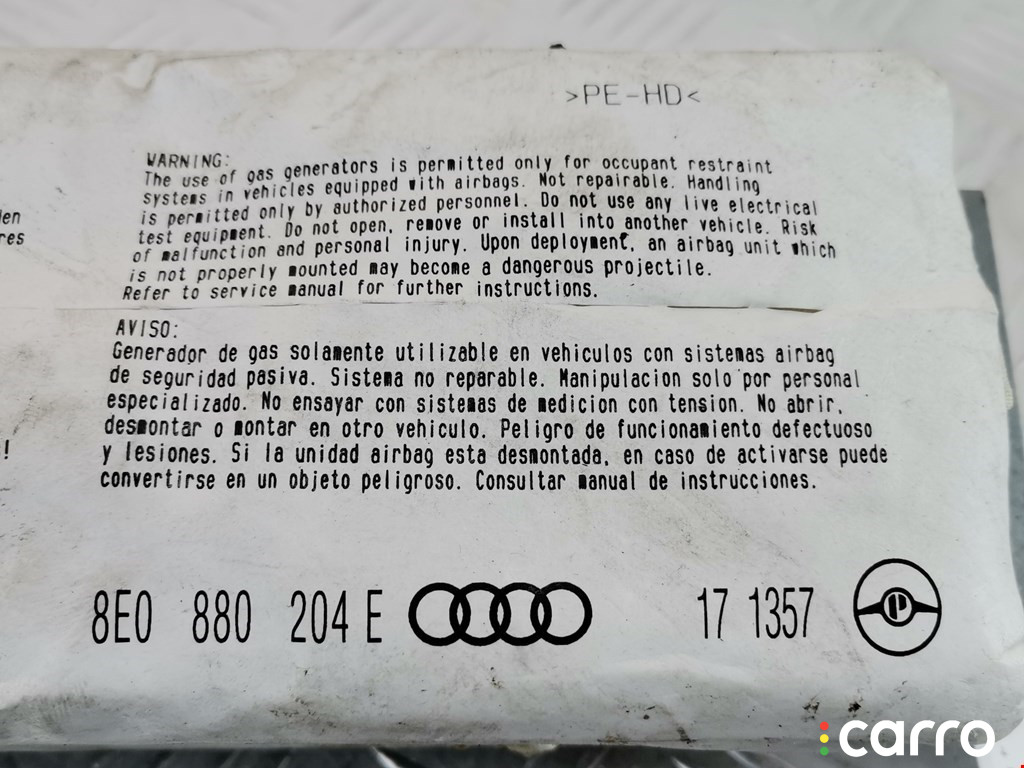 >PE-HD<
WARNING:
The use of gas generators is permitted only for occupant restraint
systems in vehicles equipped with airbags. Not repairable. Handling
is permitted only by authorized personnel. Do not use any live electrical
test equipment. Do not open, remove or install into another vehicle. Risk
of malfunction and personal injury. Upon deployment, an airbag unit which
is not properly mounted may become a dangerous projectile.
Refer to service manual for further instructions.
AVISO:
Generador de gas solamente utilizable en vehiculos con sistemas airbag
de seguridad pasiva. Sistema no reparable. Manipulacion solo por personal
especializado. No ensayar con sistemas de medicion con tension. No abrir,
desmontar o montar en otro vehiculo. Peligro de funcionamiento defectuoso
y lesiones. Si la unidad airbag esta desmontada, en caso de activarse puede
convertirse en un objeto peligroso. Consultar manual de instrucciones.
8E0 880 204 E 17 1357 P
carro